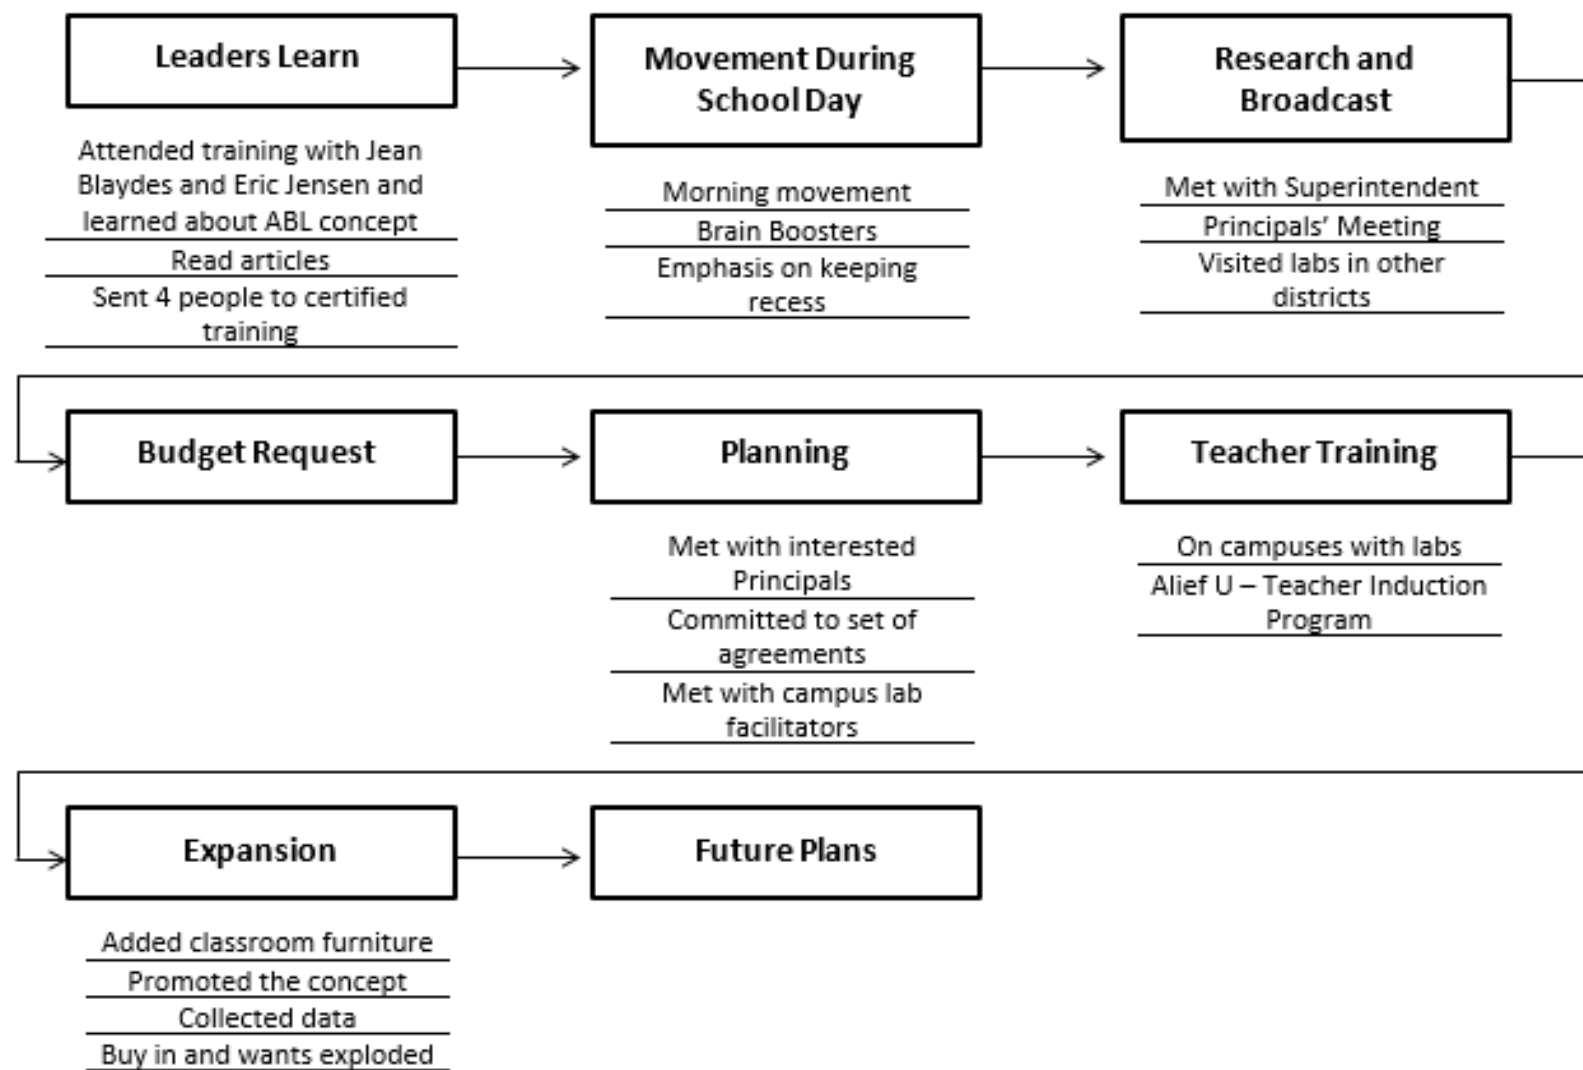 Leaders Learn
Attended training with Jean
Blaydes and Eric Jensen and
learned about ABL concept
Read articles
Sent 4 people to certified
training
Movement During
School Day
Morning movement
Brain Boosters
Emphasis on keeping
recess
Research and
Broadcast
Met with Superintendent
Principals’ Meeting
Visited labs in other
districts
Budget Request
Planning
Met with interested
Principals
Committed to set of
agreements
Met with campus lab
facilitators
Teacher Training
On campuses with labs
Alief U – Teacher Induction
Program
Expansion
Added classroom furniture
Promoted the concept
Collected data
Buy in and wants exploded
Future Plans